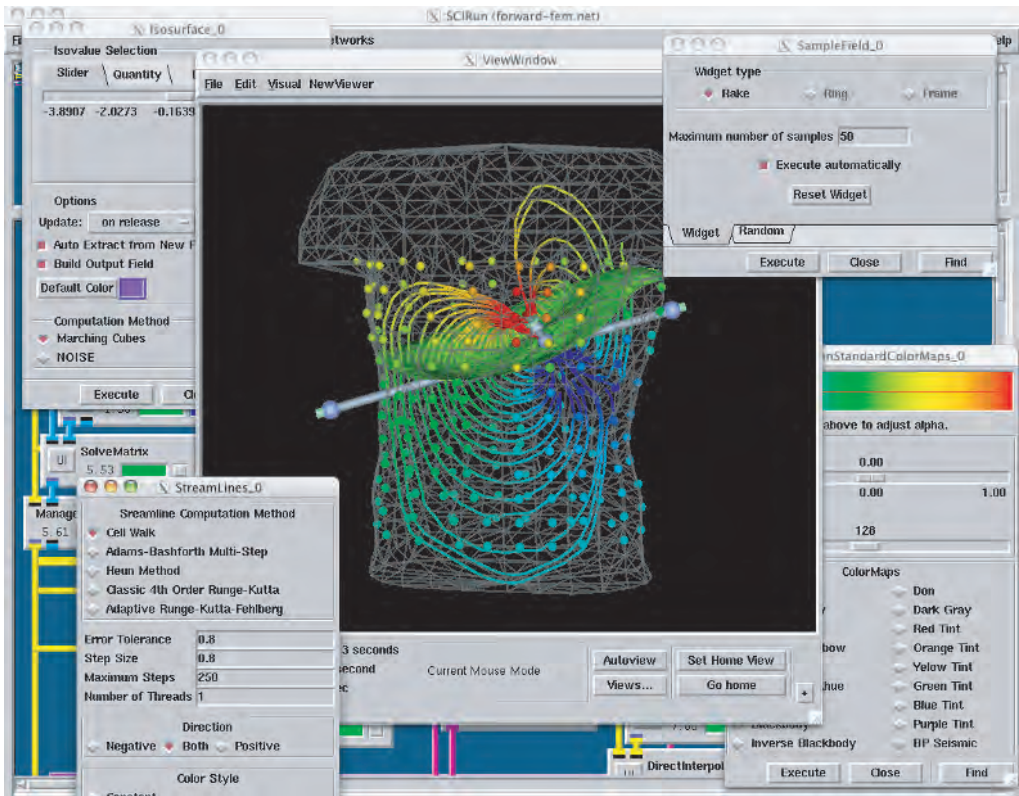 SCIRun (forward-fem.net)
Isosurface_0
Isovalue Selection
Slider
Quantity
-3.8907 -2.0273 -0.1639
Options
Update: on release
Auto Extract from New
Build Output Field
Default Color
Computation Method
Marching Cubes
NOISE
Execute
ViewWindow
File Edit Visual NewViewer
SampleField_0
Widget type
Rake Ring Frame
Maximum number of samples 50
Execute automatically
Reset Widget
Widget Random
Execute Close Find
UI
SolveMatrix
5.53
5.61
StreamLines_0
Streamline Computation Method
Cell Walk
Adams-Bashforth Multi-Step
Heun Method
Classic 4th Order Runge-Kutta
Adaptive Runge-Kutta-Fehlberg
Error Tolerance 0.8
Step Size 0.8
Maximum Steps 250
Number of Threads 1
Direction
Negative Both Positive
Color Style
3 seconds
Current Mouse Mode
Autoview Set Home View
Views... Go home
+
nStandardColorMaps_0
above to adjust alpha.
0.00
0.00 1.00
128
ColorMaps
Don
Dark Gray
Red Tint
Orange Tint
Yellow Tint
Green Tint
Blue Tint
Purple Tint
Inverse Blackbody BP Seismic
Execute Close Find
UI DirectInterpol